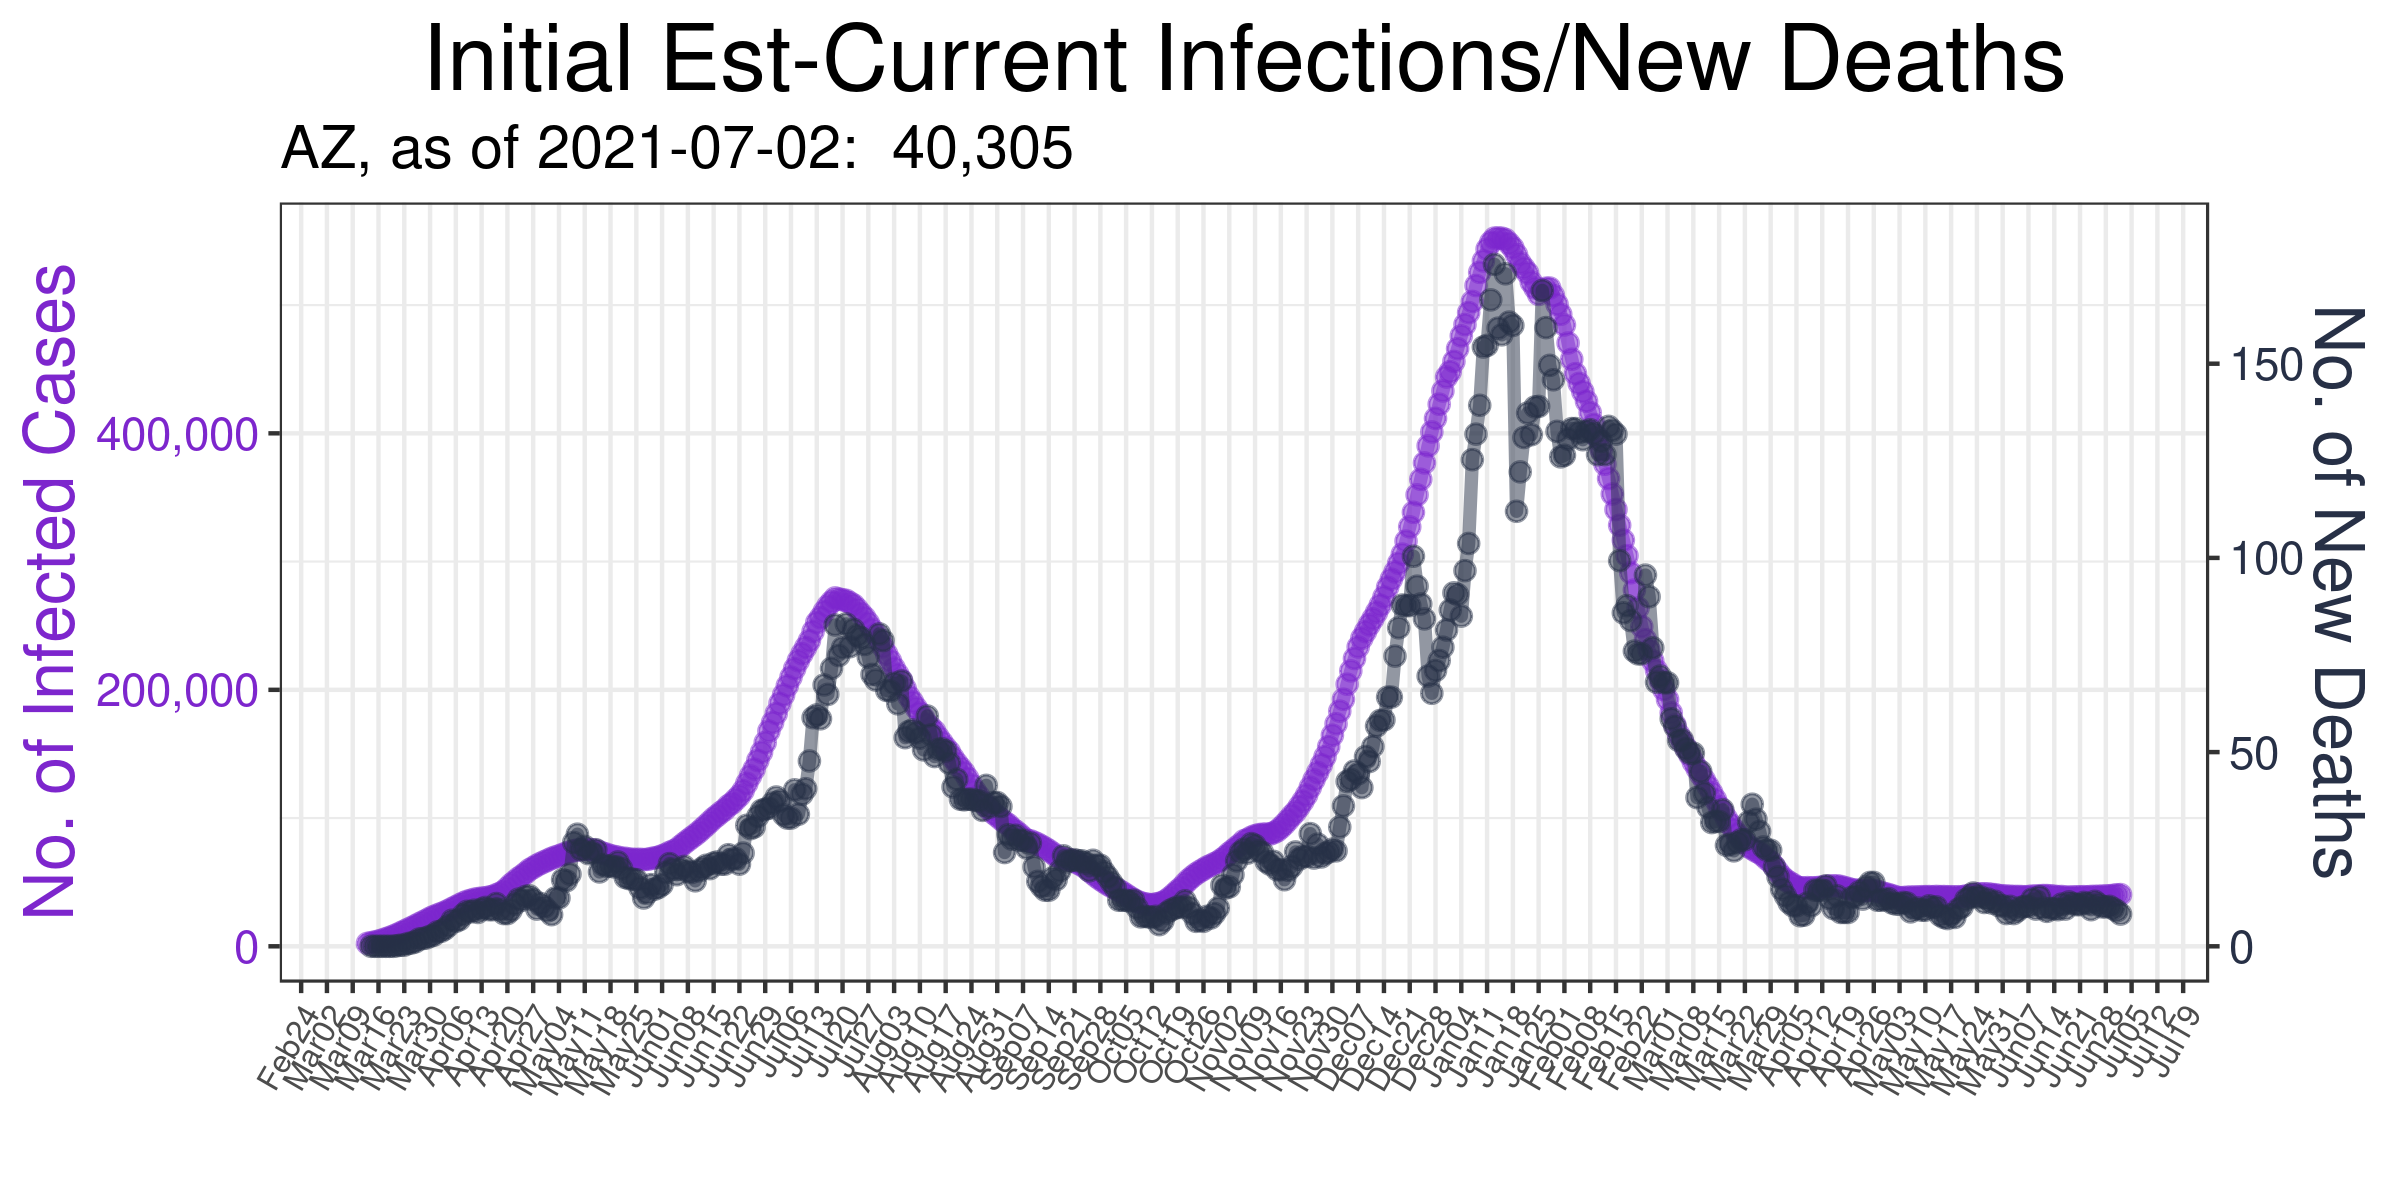 Initial Est-Current Infections/New Deaths
AZ, as of 2021-07-02: 40,305
No. of Infected Cases
400,000
200,000
0
No. of New Deaths
150
100
50
0
Feb24
Mar02
Mar09
Mar16
Mar23
Mar30
Apr06
Apr13
Apr20
Apr27
May04
May11
May18
May25
Jun01
Jun08
Jun15
Jun22
Jun29
Jul06
Jul13
Jul20
Jul27
Aug03
Aug10
Aug17
Aug24
Aug31
Sep07
Sep14
Sep21
Sep28
Oct05
Oct12
Oct19
Oct26
Nov02
Nov09
Nov16
Nov23
Nov30
Dec07
Dec14
Dec21
Dec28
Jan04
Jan11
Jan18
Jan25
Feb01
Feb08
Feb15
Feb22
Mar01
Mar08
Mar15
Mar22
Mar29
Apr05
Apr12
Apr19
Apr26
May03
May10
May17
May24
May31
Jun07
Jun14
Jun21
Jun28
Jul05
Jul12
Jul19